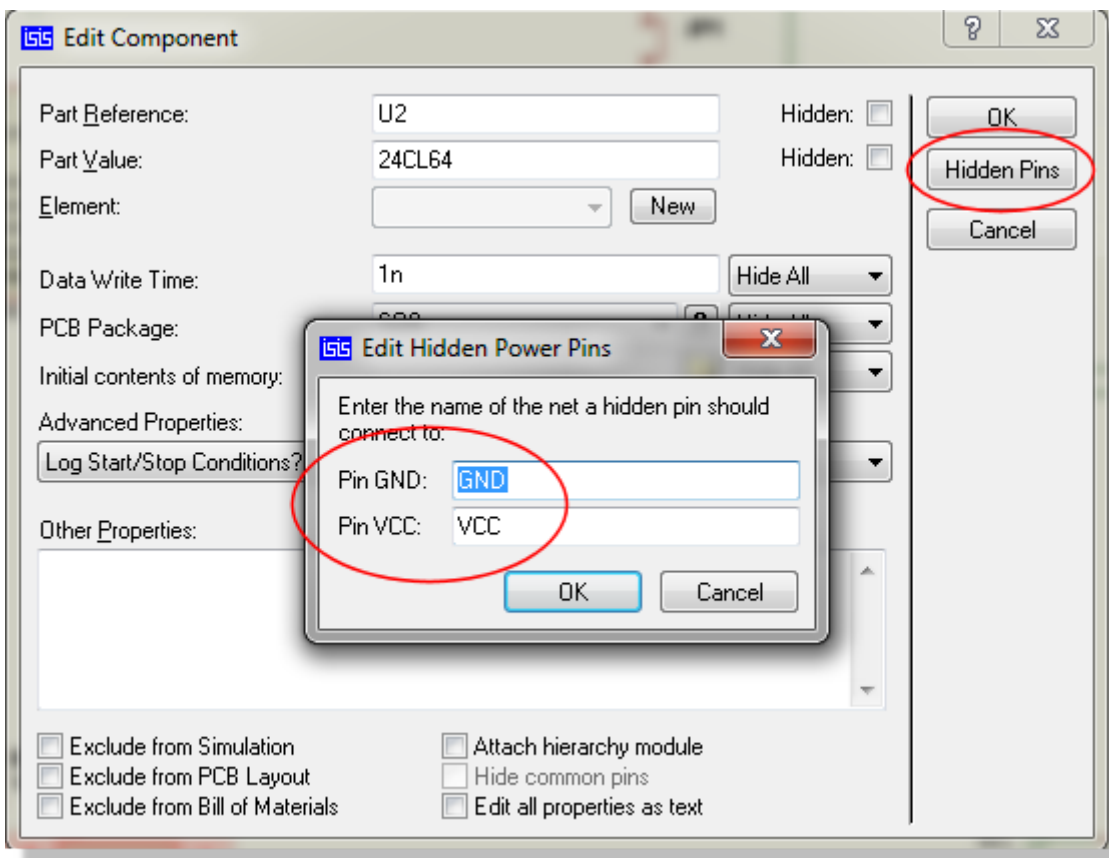 isis Edit Component
Part Reference: U2 Hidden:
Part Value: 24CL64 Hidden:
Element: New
Data Write Time: 1n Hide All
PCB Package:
Initial contents of memory:
Advanced Properties:
Log Start/Stop Conditions?
Other Properties:
Exclude from Simulation
Exclude from PCB Layout
Exclude from Bill of Materials
Attach hierarchy module
Hide common pins
Edit all properties as text
OK
Hidden Pins
Cancel
isis Edit Hidden Power Pins
Enter the name of the net a hidden pin should
connect to:
Pin GND: GND
Pin VCC: VCC
OK Cancel